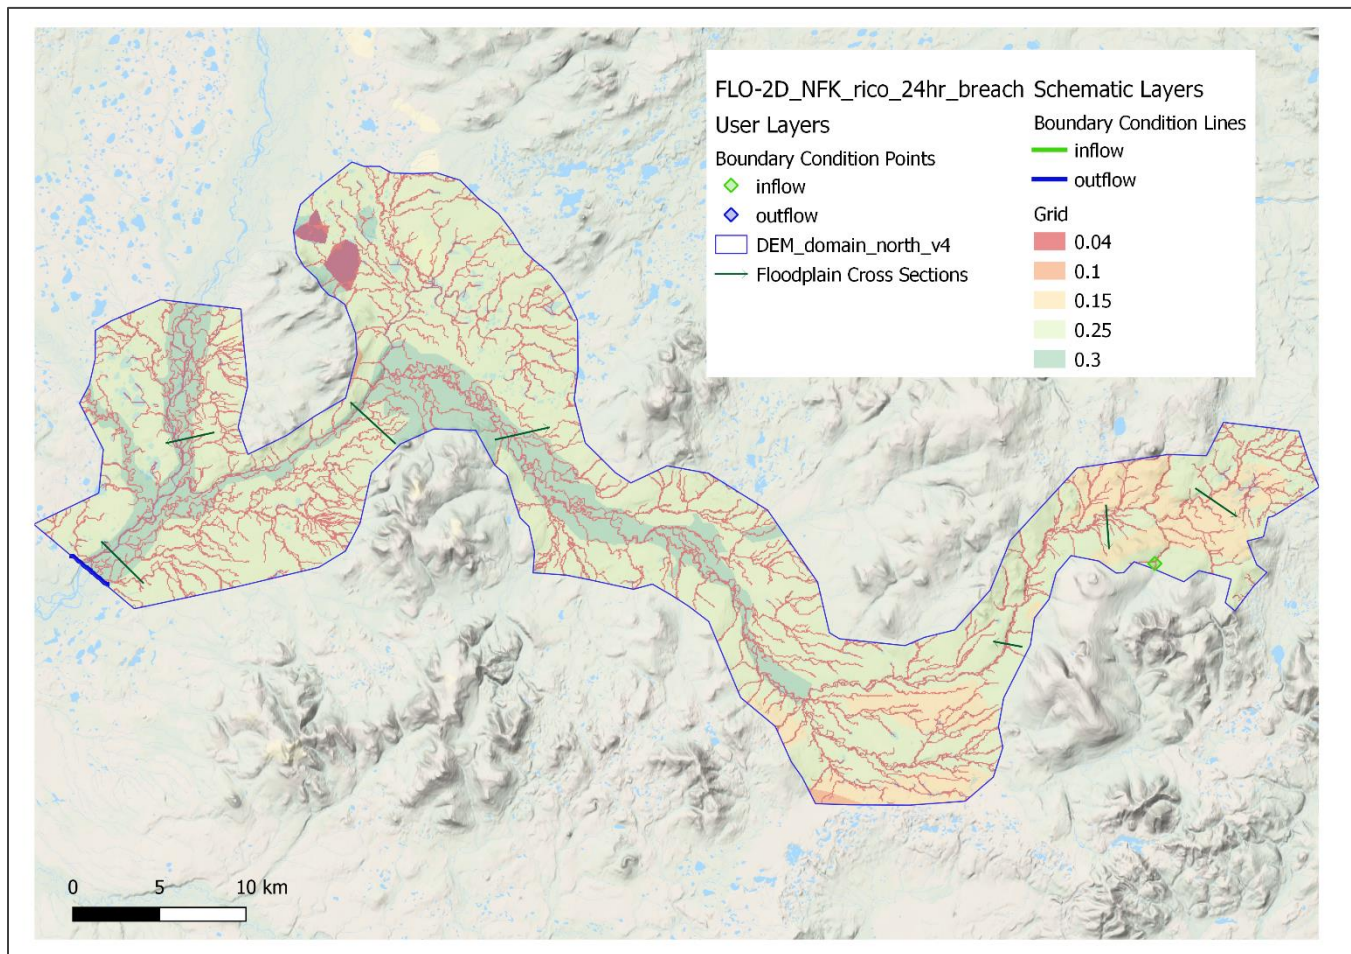 FLO-2D_NFK_rico_24hr_breach
User Layers
Boundary Condition Points
inflow
outflow
DEM_domain_north_v4
Floodplain Cross Sections
Schematic Layers
Boundary Condition Lines
inflow
outflow
Grid
0.04
0.1
0.15
0.25
0.3
0 5 10 km